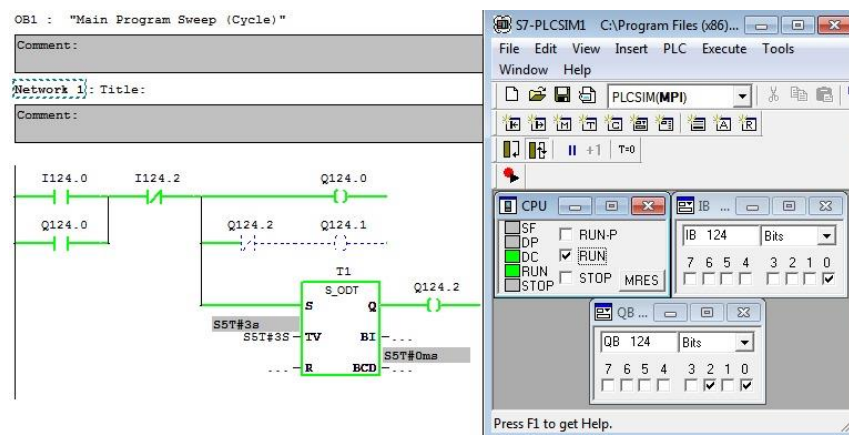 OB1 : "Main Program Sweep (Cycle)"
Comment:
Network 1: Title:
Comment:
I124.0 I124.2 Q124.0
Q124.0 Q124.2 Q124.1
T1
S_ODT Q124.2
S Q
S5T#3s
S5T#3S TV BI ...
S5T#0ms
... R BCD ...
S7-PLCSIM1 C:\Program Files (x86)...
File Edit View Insert PLC Execute Tools
Window Help
PLCSIM(MPI)
+1 T=0
CPU
SF
DP
DC
RUN
STOP
RUN-P
RUN
STOP MRES
IB ...
IB 124 Bits
7 6 5 4 3 2 1 0
QB ...
QB 124 Bits
7 6 5 4 3 2 1 0
Press F1 to get Help.